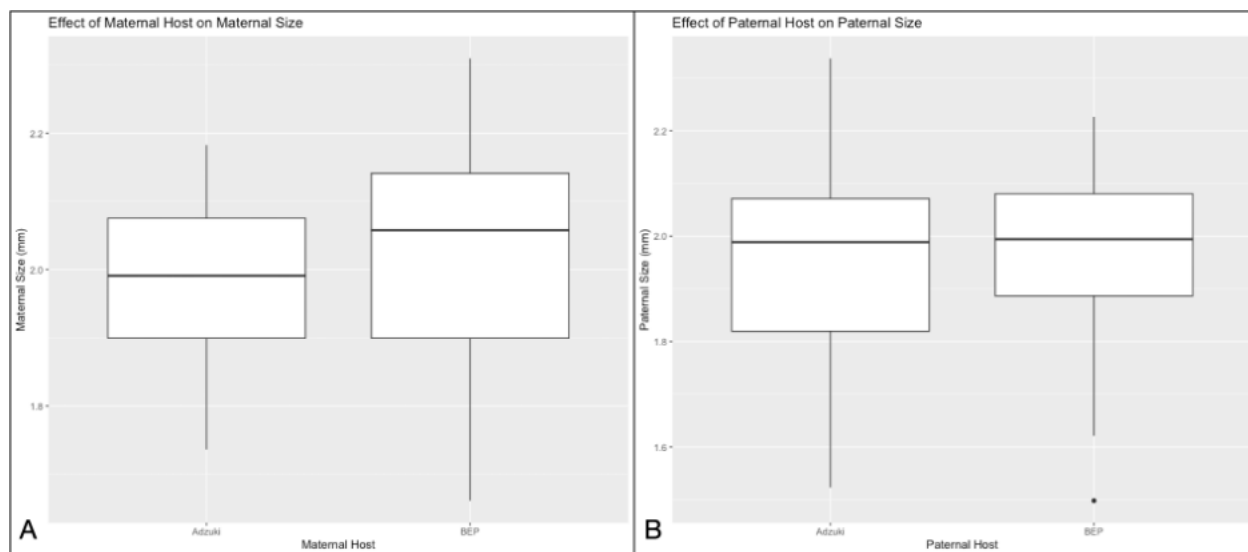 Effect of Maternal Host on Maternal Size
Maternal Size (mm)
2.2
2.0
1.8
Adzuki
BEP
Maternal Host
A
Effect of Paternal Host on Paternal Size
Paternal Size (mm)
2.2
2.0
1.8
1.6
Adzuki
BEP
Paternal Host
B